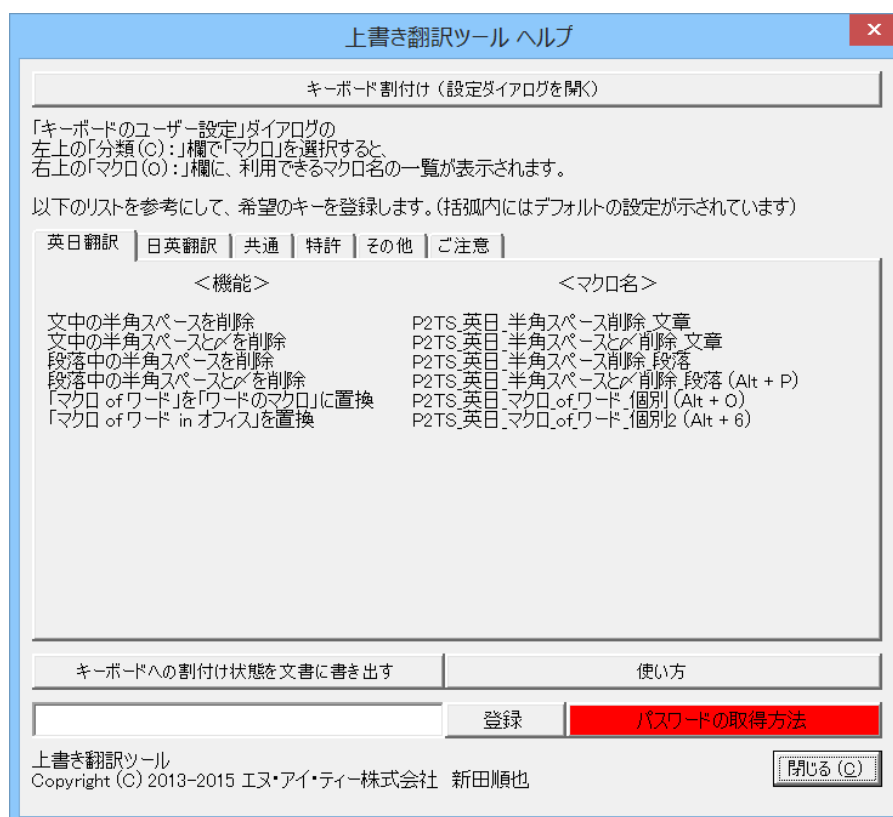 上書き翻訳ツール ヘルプ
キーボード割付け（設定ダイアログを開く）
「キーボードのユーザー設定」ダイアログの
左上の「分類(C)：」欄で「マクロ」を選択すると、
右上の「マクロ(O)：」欄に、利用できるマクロ名の一覧が表示されます。
以下のリストを参考にして、希望のキーを登録します。(括弧内にはデフォルトの設定が示されています)
英日翻訳 日英翻訳 共通 特許 その他 ご注意
＜機能＞ ＜マクロ名＞
文中の半角スペースを削除 P2TS_英日_半角スペース削除_文章
文中の半角スペースと〆を削除 P2TS_英日_半角スペースと〆削除_文章
段落中の半角スペースを削除 P2TS_英日_半角スペース削除_段落
段落中の半角スペースと〆を削除 P2TS_英日_半角スペースと〆削除_段落 (Alt + P)
「マクロ of ワード」を「ワードのマクロ」に置換 P2TS_英日_マクロ_of_ワード_個別 (Alt + O)
「マクロ of ワード in オフィス」を置換 P2TS_英日_マクロ_of_ワード_個別2 (Alt + 6)
キーボードへの割付け状態を文書に書き出す 使い方
登録 パスワードの取得方法
上書き翻訳ツール
Copyright (C) 2013-2015 エヌ・アイ・ティー株式会社 新田順也
閉じる (C)